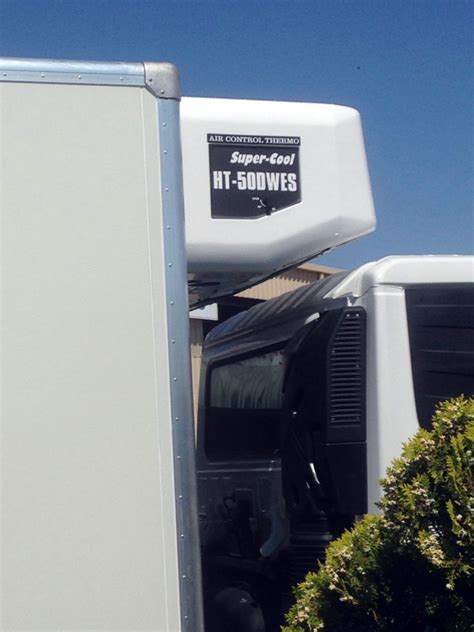 AIR CONTROL THERMO
Super-Cool
HT-50DWES